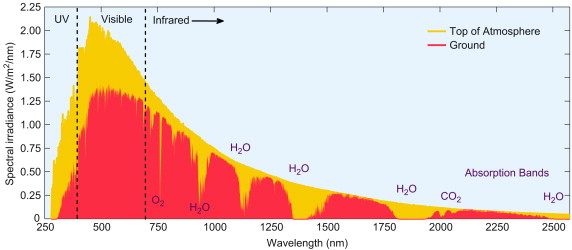 UV Visible Infrared
Top of Atmosphere
Ground
Spectral irradiance (W/m²/nm)
2.25
2.00
1.75
1.50
1.25
1.00
0.75
0.50
0.25
0
H₂O
H₂O
Absorption Bands
O₂
H₂O
H₂O
CO₂
H₂O
250 500 750 1000 1250 1500 1750 2000 2250 2500
Wavelength (nm)